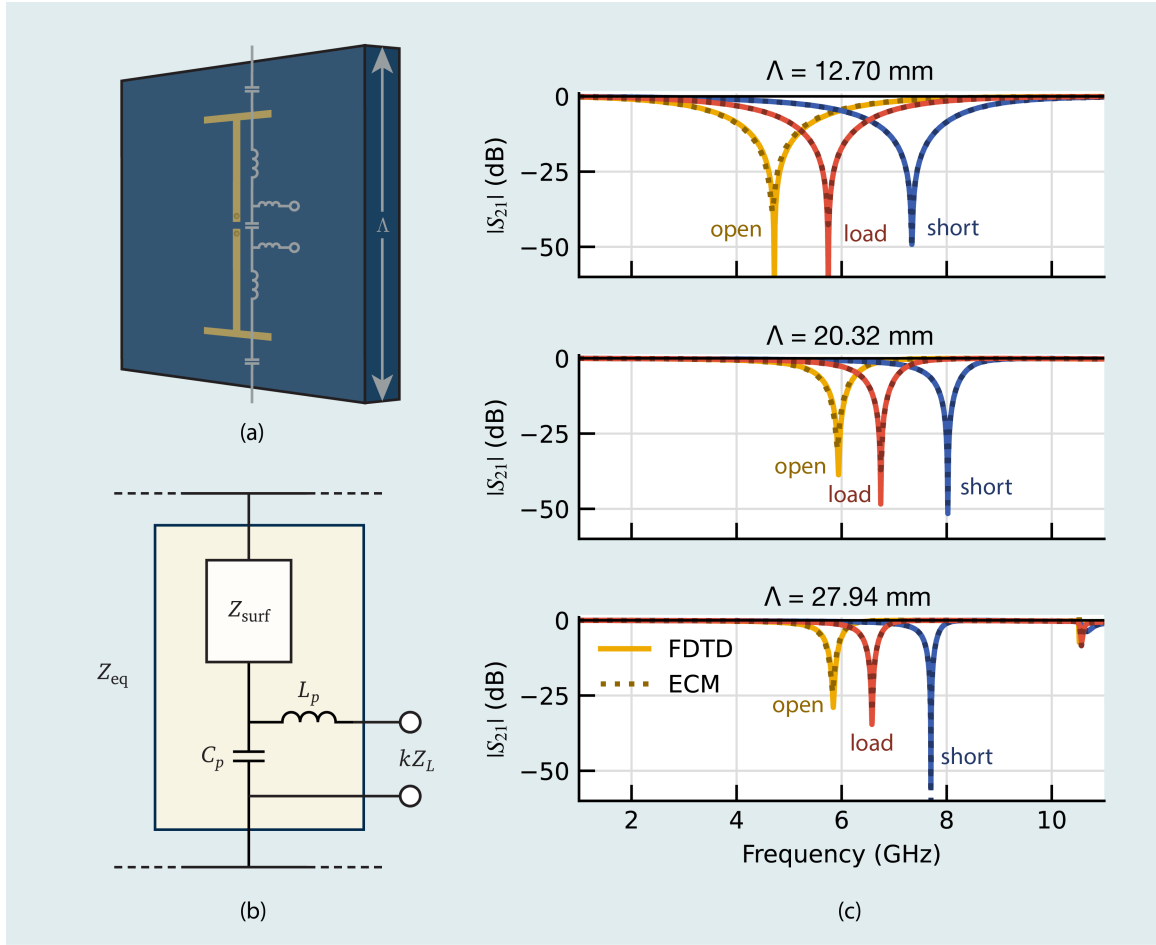 Λ
(a)
Z_surf
Z_eq
L_p
C_p
kZ_L
(b)
Λ = 12.70 mm
0
−25
−50
|S_21| (dB)
open
load
short
Λ = 20.32 mm
0
−25
−50
|S_21| (dB)
open
load
short
Λ = 27.94 mm
0
−25
−50
|S_21| (dB)
FDTD
ECM
open
load
short
2 4 6 8 10
Frequency (GHz)
(c)